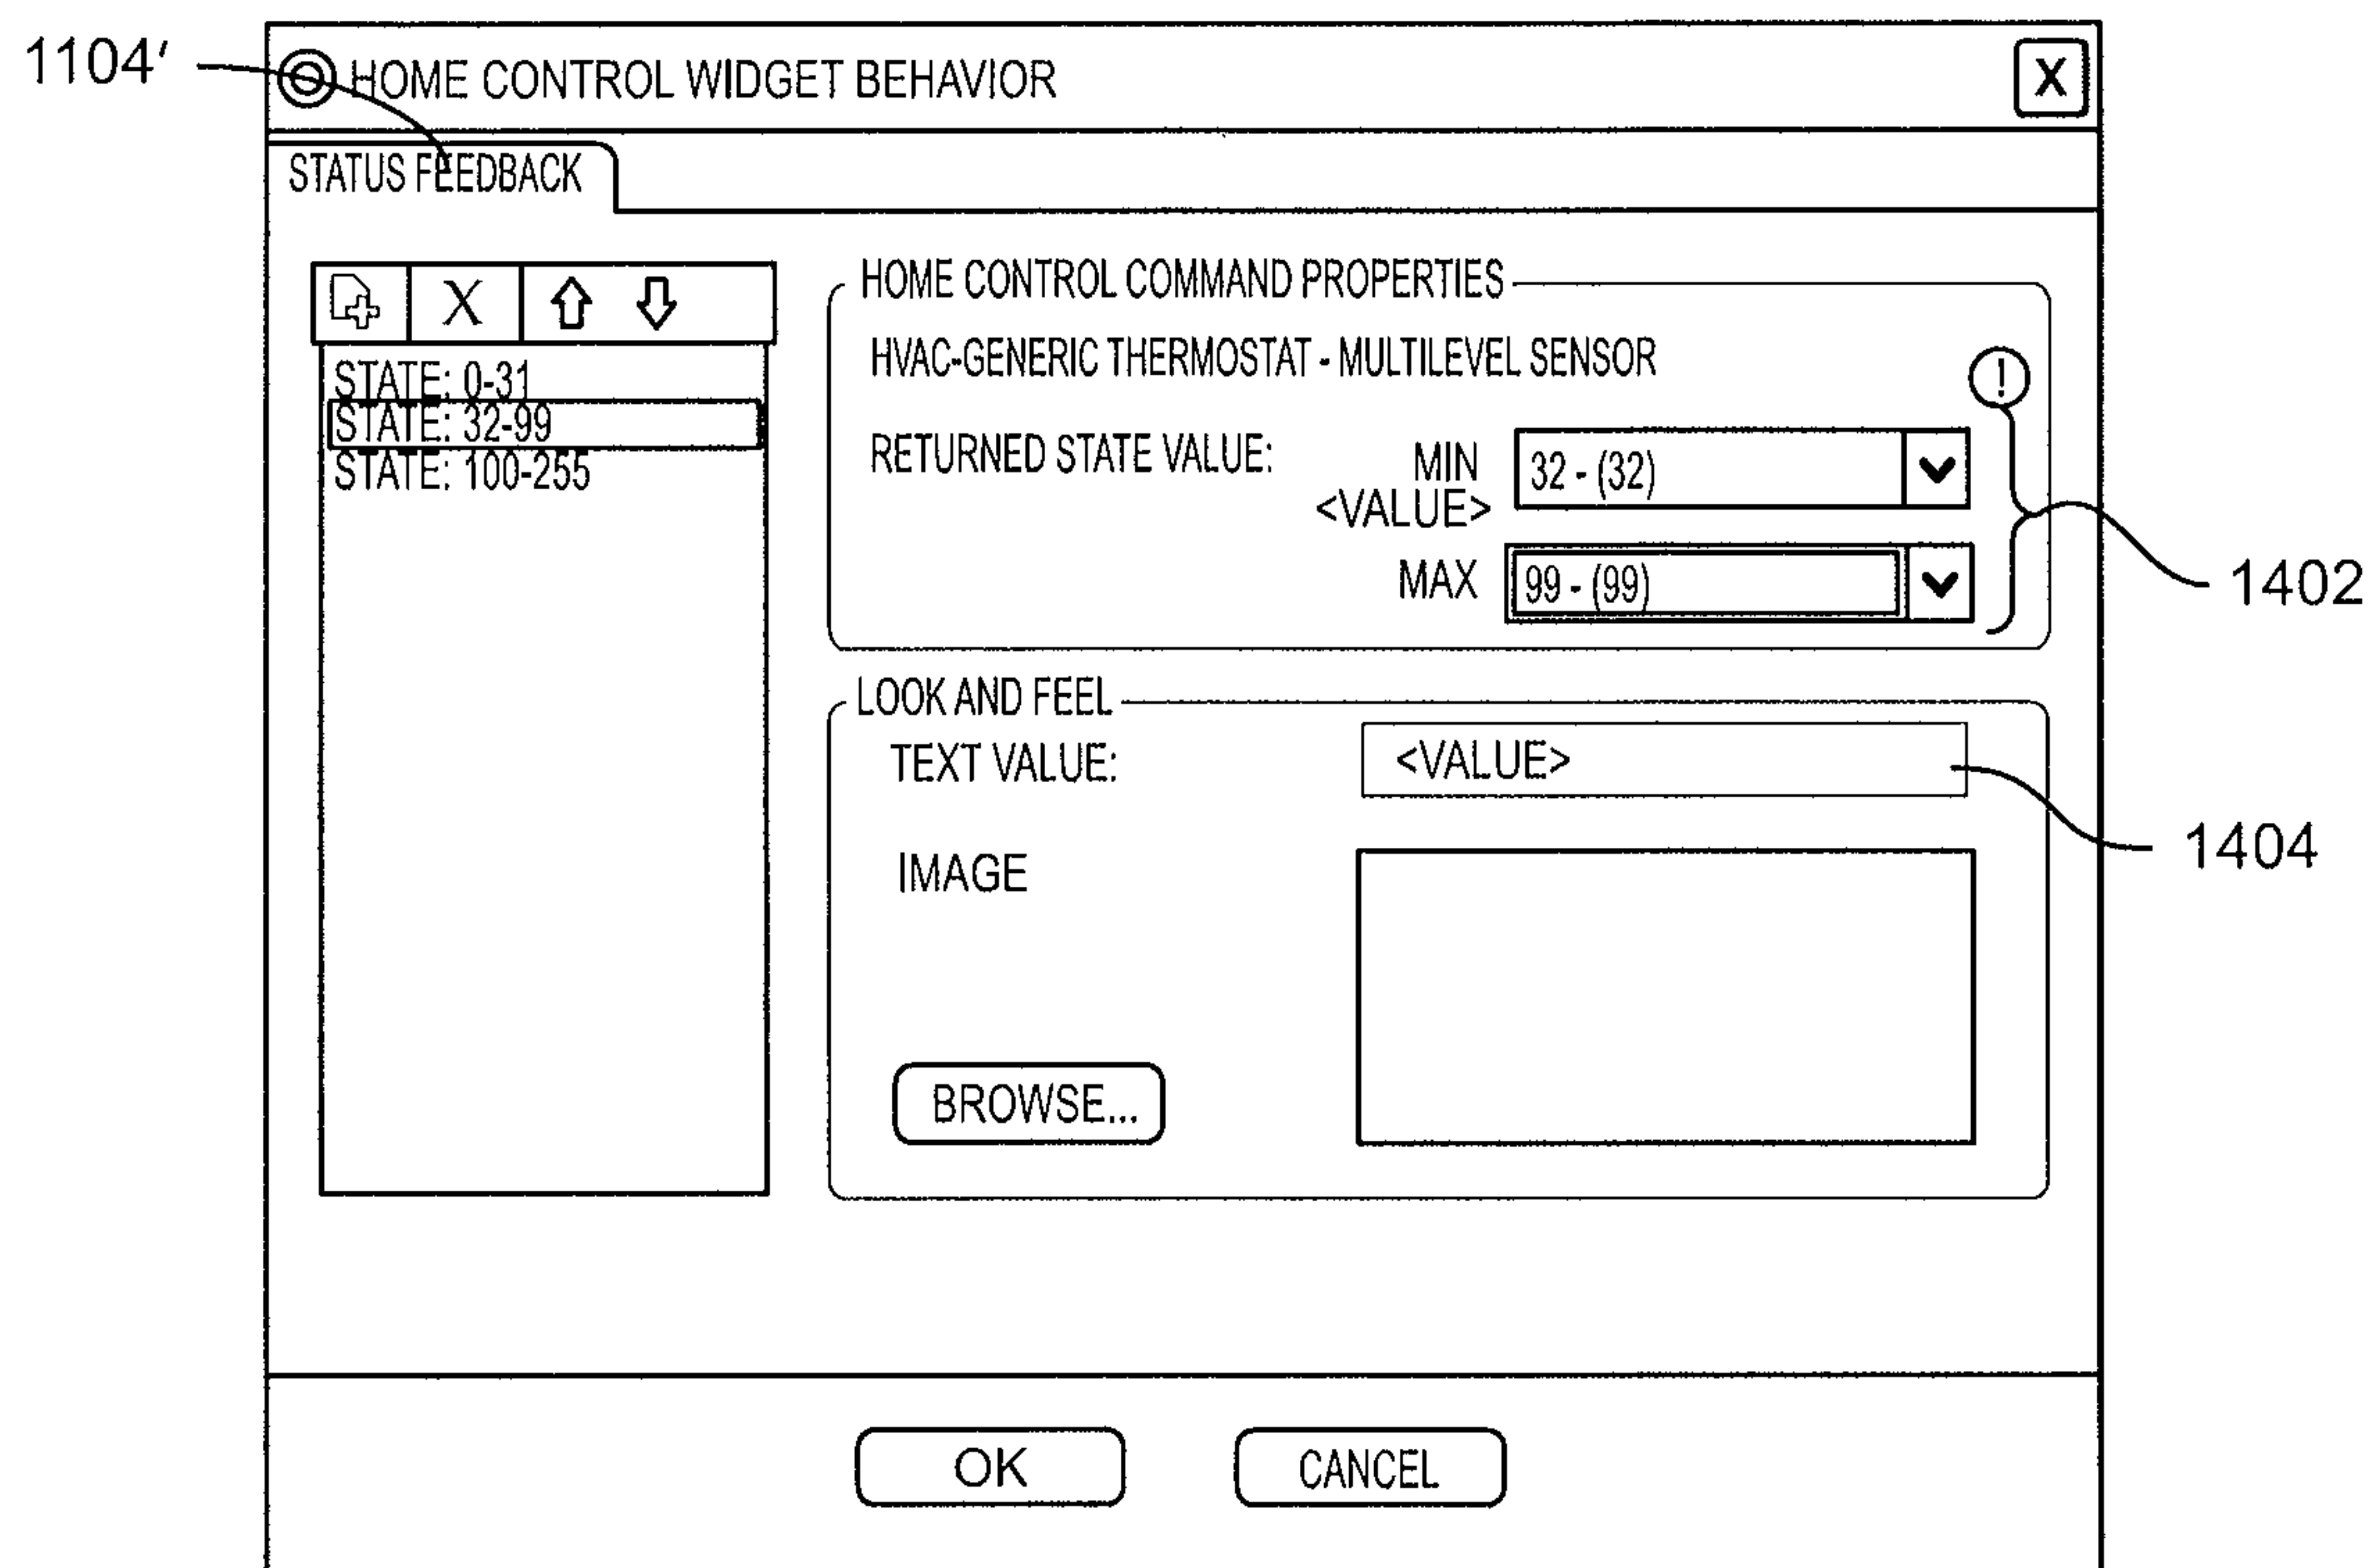 1104'
HOME CONTROL WIDGET BEHAVIOR
X
STATUS FEEDBACK
X
STATE: 0-31
STATE: 32-99
STATE: 100-255
HOME CONTROL COMMAND PROPERTIES
HVAC-GENERIC THERMOSTAT - MULTILEVEL SENSOR
!
RETURNED STATE VALUE:
MIN
<VALUE>
32 - (32)
MAX
99 - (99)
1402
LOOK AND FEEL
TEXT VALUE:
<VALUE>
1404
IMAGE
BROWSE...
OK
CANCEL